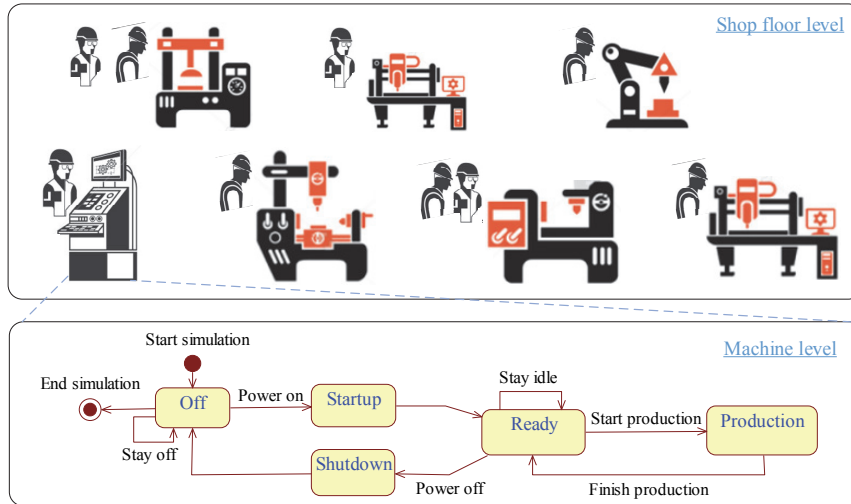 Shop floor level
Machine level
Start simulation
End simulation
Off
Power on
Startup
Stay idle
Ready
Start production
Production
Stay off
Shutdown
Power off
Finish production